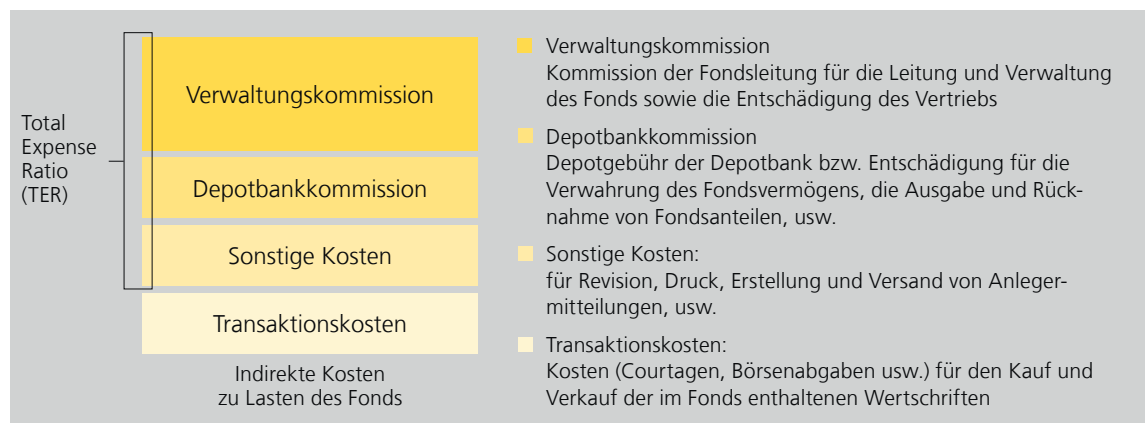 Total
Expense
Ratio
(TER)
Verwaltungskommission
Depotbankkommission
Sonstige Kosten
Transaktionskosten
Indirekte Kosten
zu Lasten des Fonds
Verwaltungskommission
Kommission der Fondsleitung für die Leitung und Verwaltung
des Fonds sowie die Entschädigung des Vertriebs
Depotbankkommission
Depotgebühr der Depotbank bzw. Entschädigung für die
Verwahrung des Fondsvermögens, die Ausgabe und Rück-
nahme von Fondsanteilen, usw.
Sonstige Kosten:
für Revision, Druck, Erstellung und Versand von Anleger-
mitteilungen, usw.
Transaktionskosten:
Kosten (Courtagen, Börsenabgaben usw.) für den Kauf und
Verkauf der im Fonds enthaltenen Wertschriften